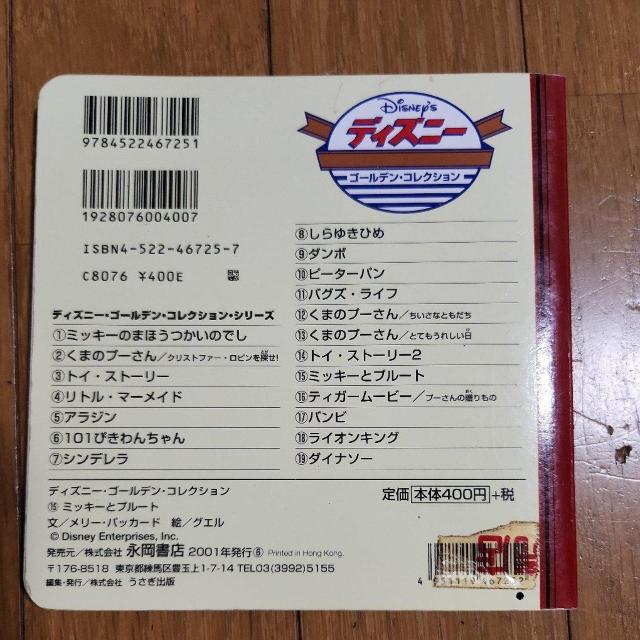 9784522467251
1928076004007
ISBN4-522-46725-7
C8076 ¥400E
Disney's
ディズニー
ゴールデン・コレクション
ディズニー・ゴールデン・コレクション・シリーズ
①ミッキーのまほうつかいのでし
②くまのプーさん/クリストファー・ロビンを探せ!
③トイ・ストーリー
④リトル・マーメイド
⑤アラジン
⑥101ぴきわんちゃん
⑦シンデレラ
⑧しらゆきひめ
⑨ダンボ
⑩ピーターパン
⑪バグズ・ライフ
⑫くまのプーさん/ちいさなともだち
⑬くまのプーさん/とてもうれしい日
⑭トイ・ストーリー2
⑮ミッキーとプルート
⑯ティガームービー/プーさんの贈りもの
⑰バンビ
⑱ライオンキング
⑲ダイナソー
ディズニー・ゴールデン・コレクション
⑮ ミッキーとプルート
文/メリー・パッカード 絵/グエル
© Disney Enterprises, Inc.
発売元/株式会社 永岡書店 2001年発行⑥ Printed in Hong Kong.
〒176-8518 東京都練馬区豊玉上1-7-14 TEL03(3992)5155
編集・発行/株式会社 うさぎ出版
定価 本体400円 +税